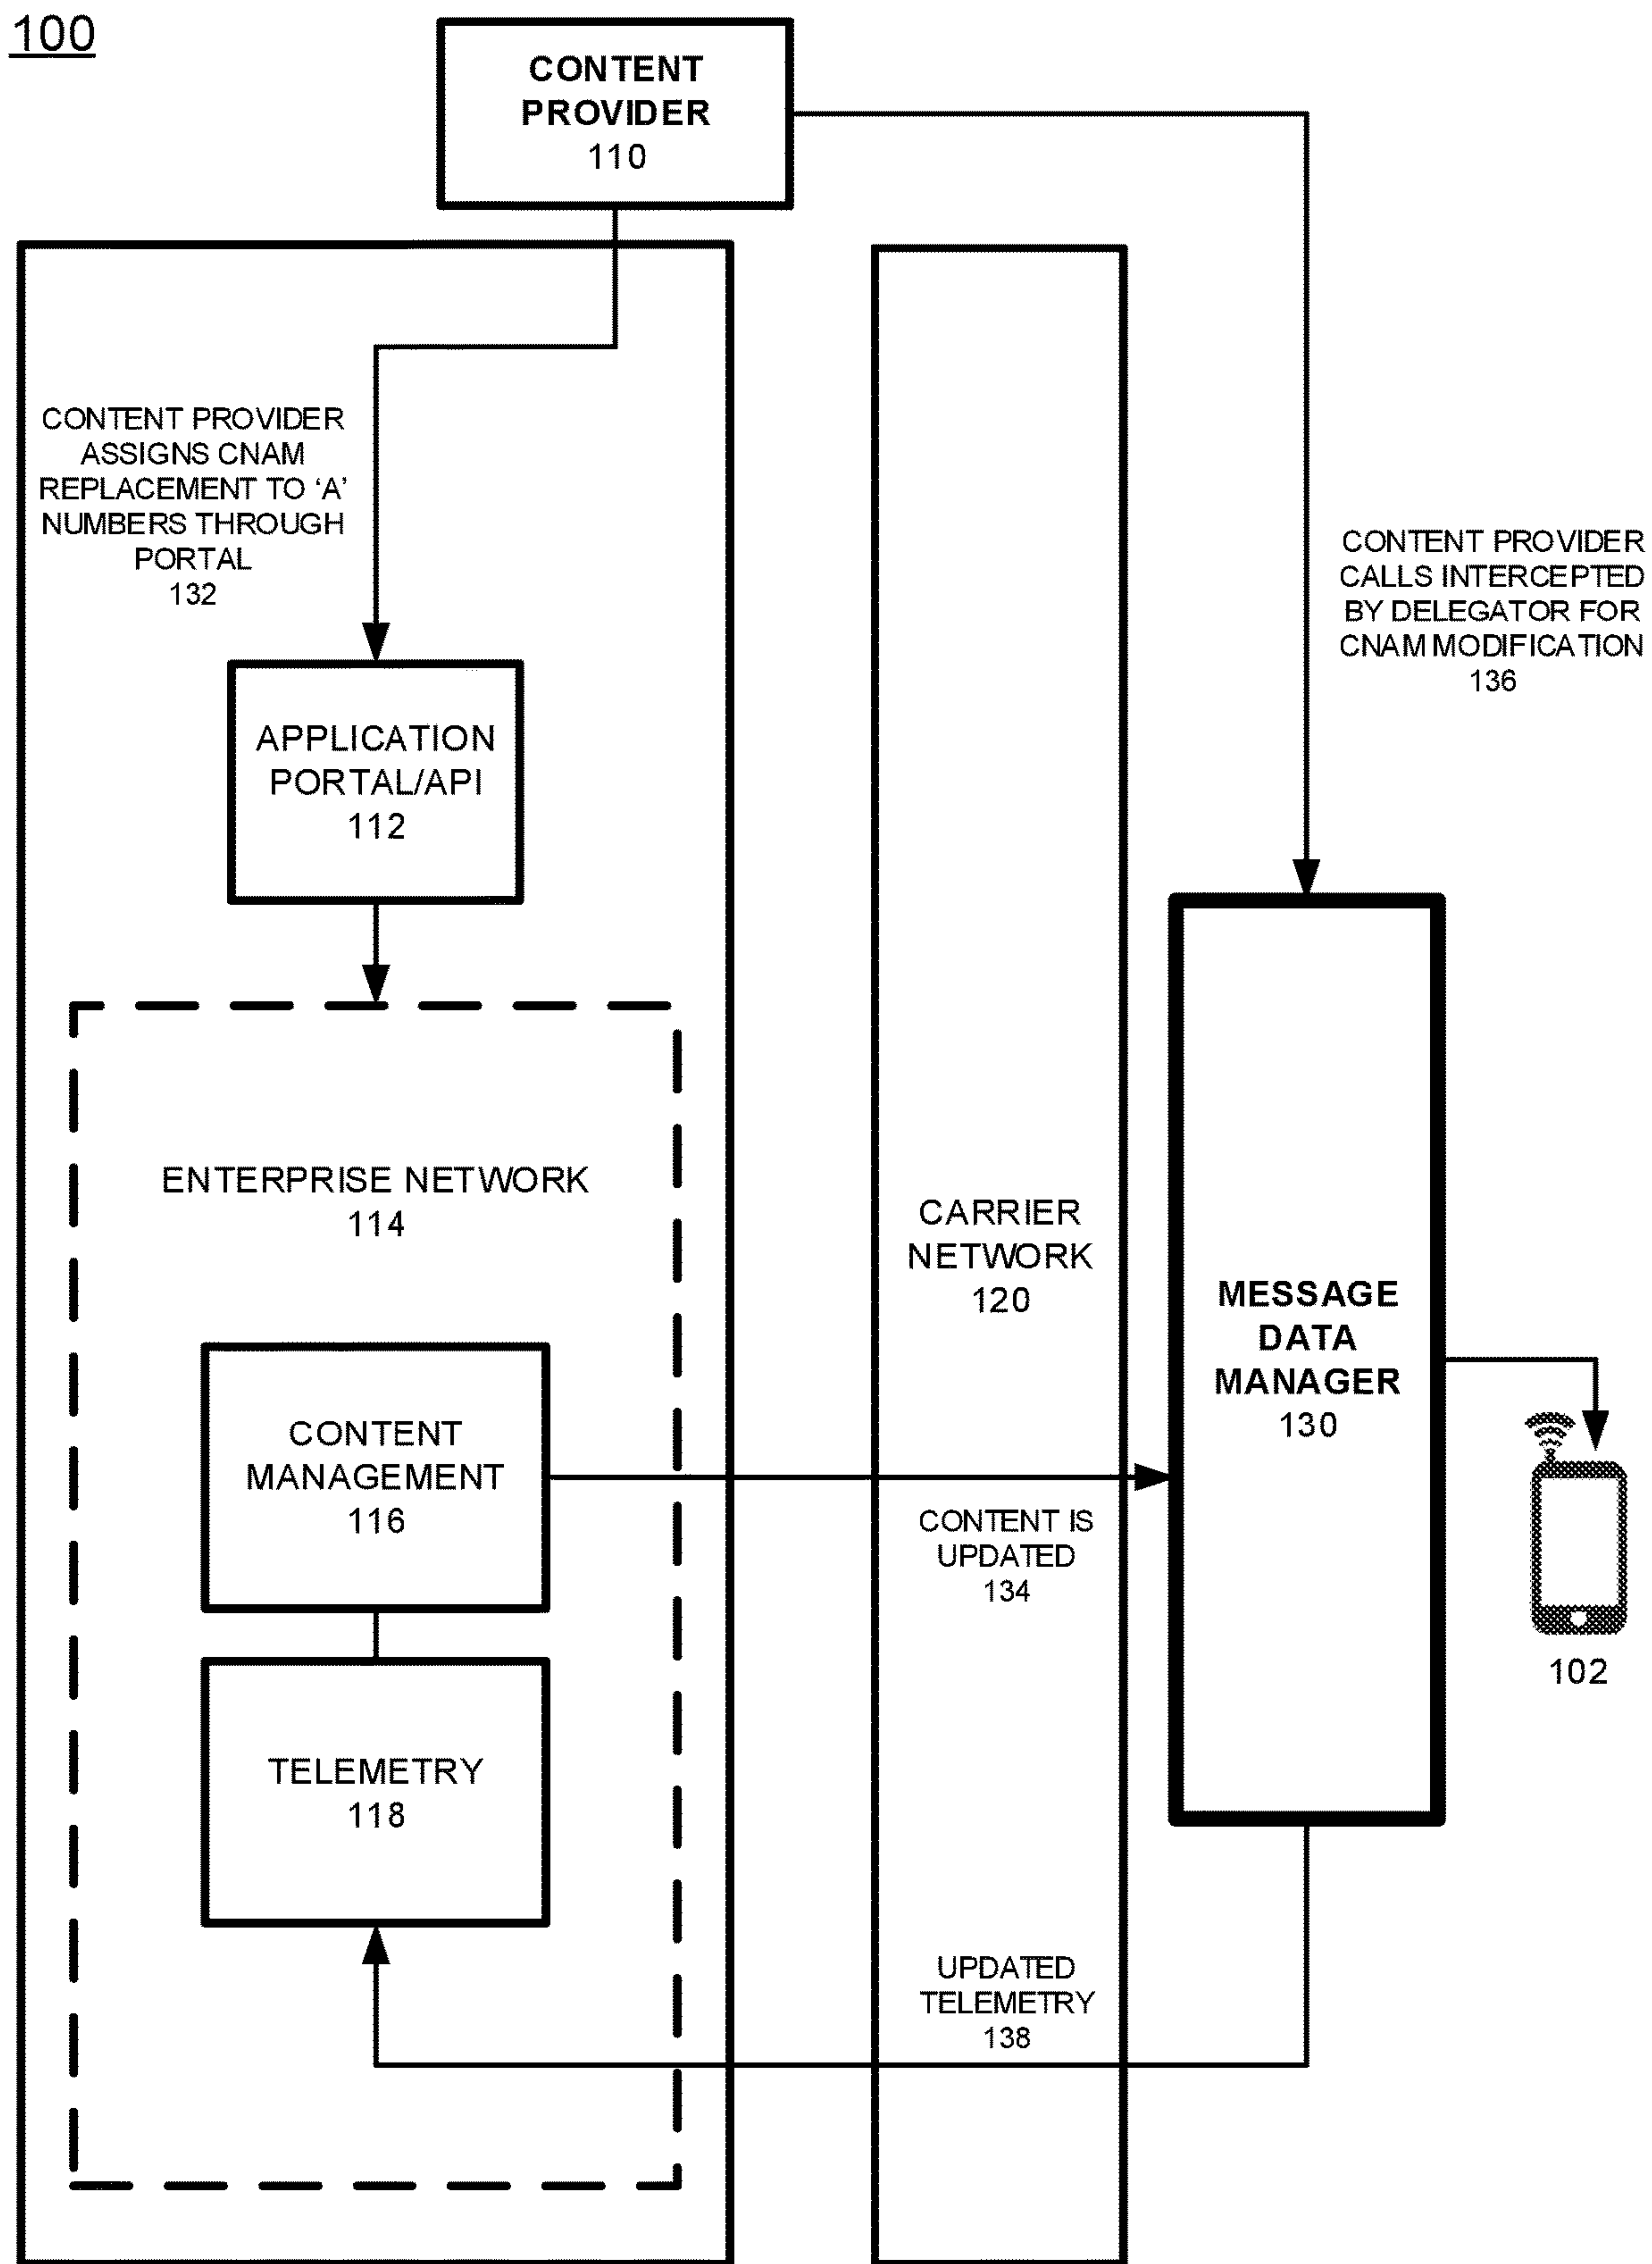 100
CONTENT
PROVIDER
110
CONTENT PROVIDER
ASSIGNS CNAM
REPLACEMENT TO ‘A’
NUMBERS THROUGH
PORTAL
132
CONTENT PROVIDER
CALLS INTERCEPTED
BY DELEGATOR FOR
CNAM MODIFICATION
136
APPLICATION
PORTAL/API
112
ENTERPRISE NETWORK
114
CARRIER
NETWORK
120
MESSAGE
DATA
MANAGER
130
CONTENT
MANAGEMENT
116
CONTENT IS
UPDATED
134
102
TELEMETRY
118
UPDATED
TELEMETRY
138